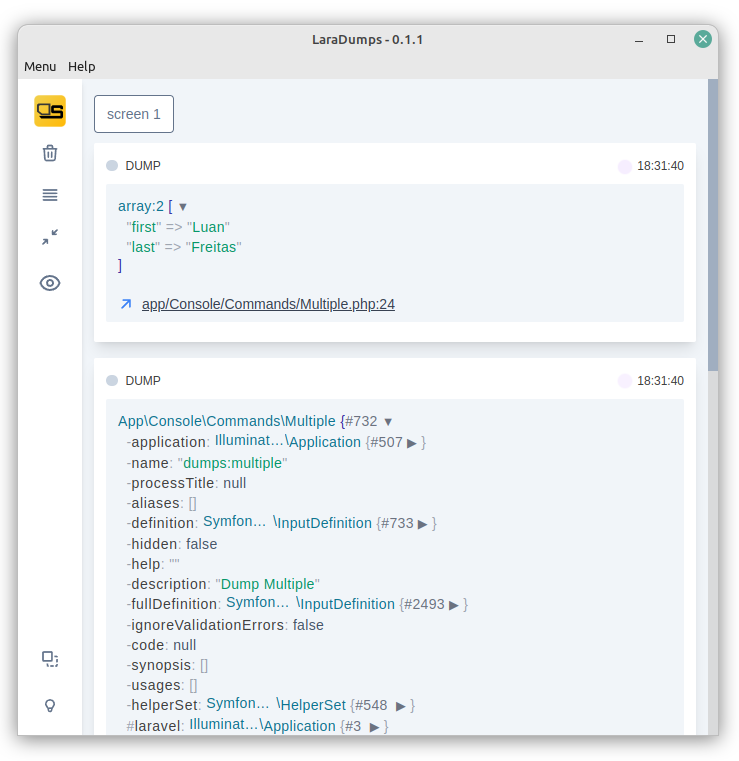 LaraDumps - 0.1.1
Menu Help
screen 1
DUMP 18:31:40
array:2 [ ▼
"first" => "Luan"
"last" => "Freitas"
]
app/Console/Commands/Multiple.php:24
DUMP 18:31:40
App\Console\Commands\Multiple {#732 ▼
-application: Illuminat…\Application {#507 ▶ }
-name: "dumps:multiple"
-processTitle: null
-aliases: []
-definition: Symfon… \InputDefinition {#733 ▶ }
-hidden: false
-help: ""
-description: "Dump Multiple"
-fullDefinition: Symfon… \InputDefinition {#2493 ▶ }
-ignoreValidationErrors: false
-code: null
-synopsis: []
-usages: []
-helperSet: Symfon… \HelperSet {#548 ▶ }
#laravel: Illuminat…\Application {#3 ▶ }